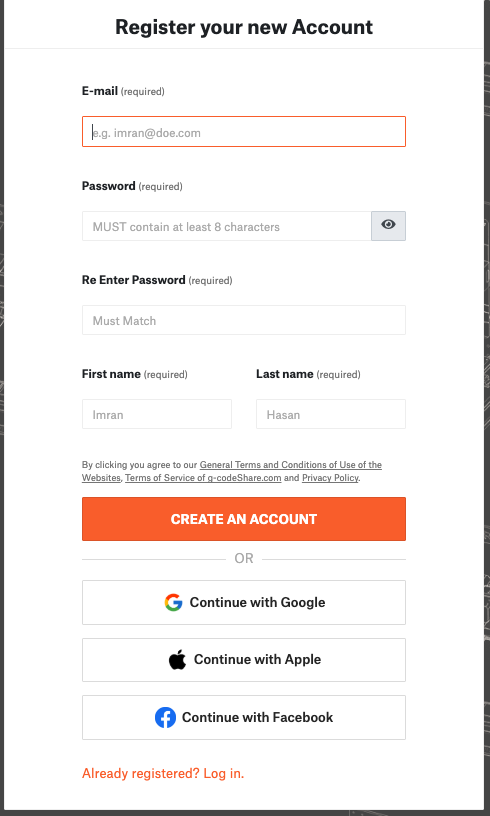 Register your new Account
E-mail (required)
e.g. imran@doe.com
Password (required)
MUST contain at least 8 characters
Re Enter Password (required)
Must Match
First name (required)
Last name (required)
Imran
Hasan
By clicking you agree to our General Terms and Conditions of Use of the
Websites, Terms of Service of g-codeShare.com and Privacy Policy.
CREATE AN ACCOUNT
OR
Continue with Google
Continue with Apple
Continue with Facebook
Already registered? Log in.